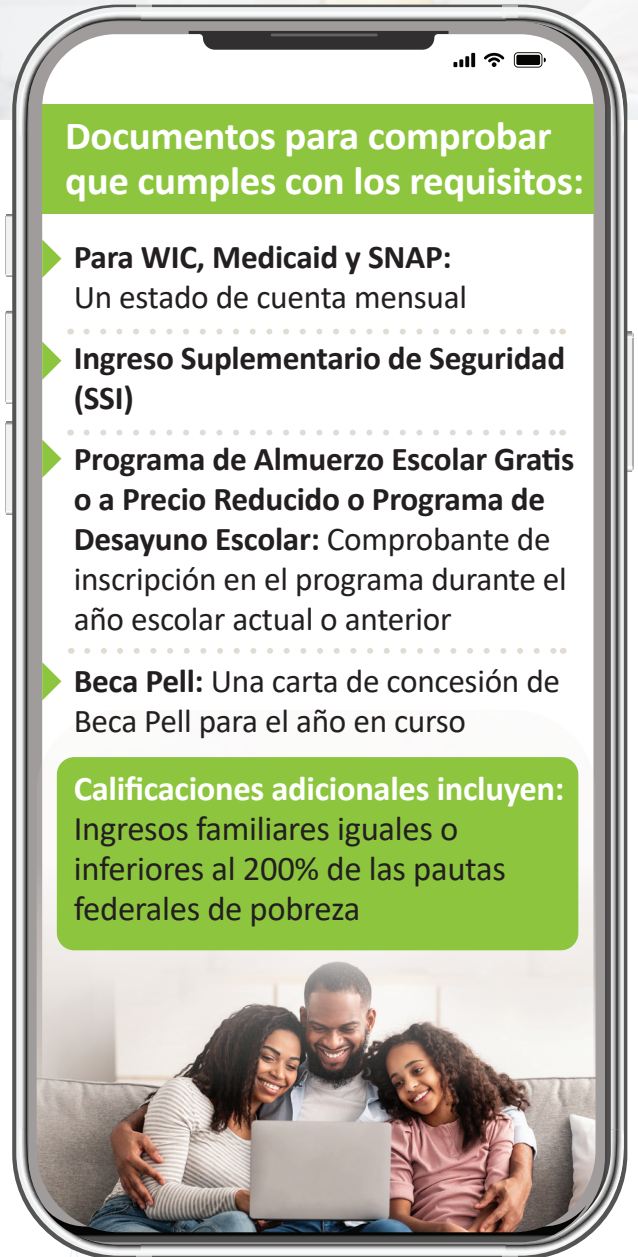 Documentos para comprobar
que cumples con los requisitos:
Para WIC, Medicaid y SNAP:
Un estado de cuenta mensual
Ingreso Suplementario de Seguridad
(SSI)
Programa de Almuerzo Escolar Gratis
o a Precio Reducido o Programa de
Desayuno Escolar: Comprobante de
inscripción en el programa durante el
año escolar actual o anterior
Beca Pell: Una carta de concesión de
Beca Pell para el año en curso
Calificaciones adicionales incluyen:
Ingresos familiares iguales o
inferiores al 200% de las pautas
federales de pobreza